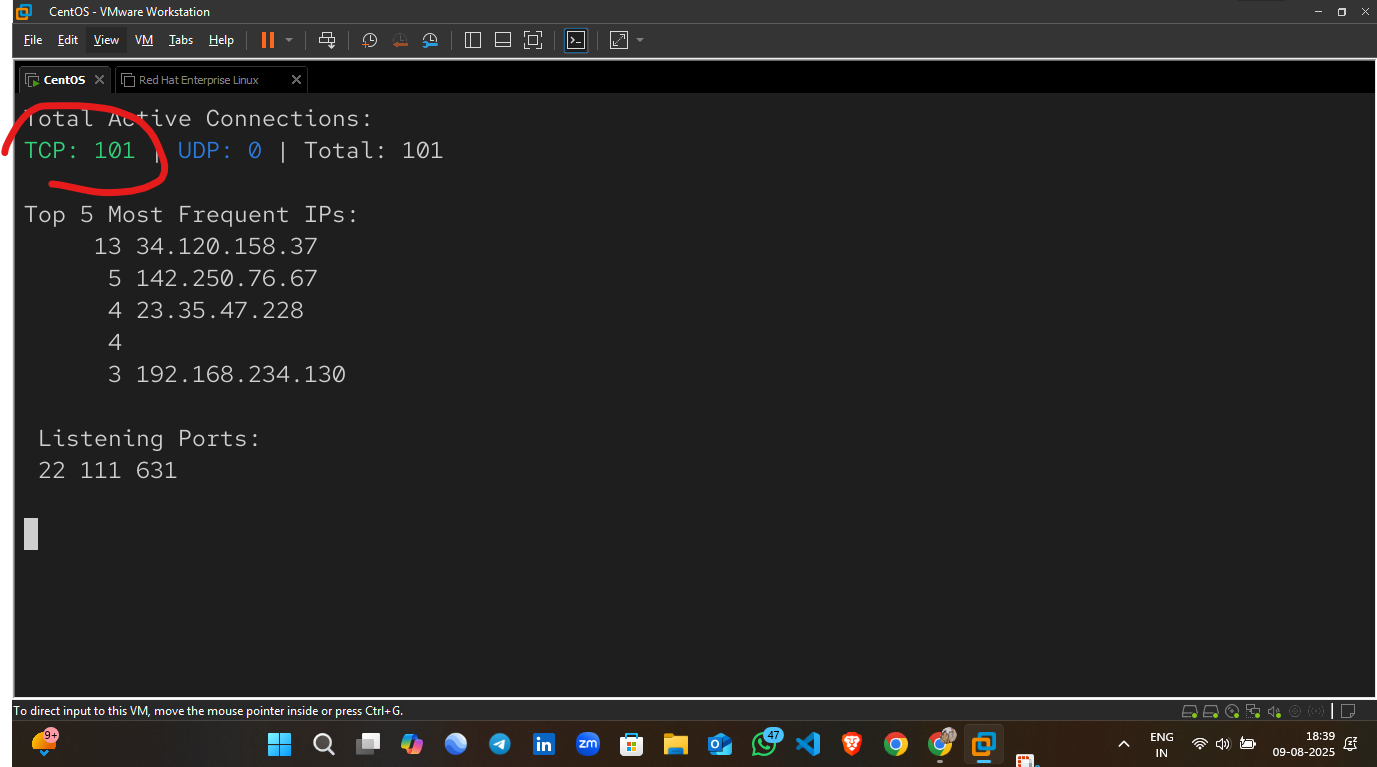 CentOS - VMware Workstation
File Edit View VM Tabs Help
CentOS Red Hat Enterprise Linux
Total Active Connections:
TCP: 101 | UDP: 0 | Total: 101
Top 5 Most Frequent IPs:
13 34.120.158.37
5 142.250.76.67
4 23.35.47.228
4
3 192.168.234.130
Listening Ports:
22 111 631
To direct input to this VM, move the mouse pointer inside or press Ctrl+G.
9+ in zm 47 ENG 18:39
IN 09-08-2025